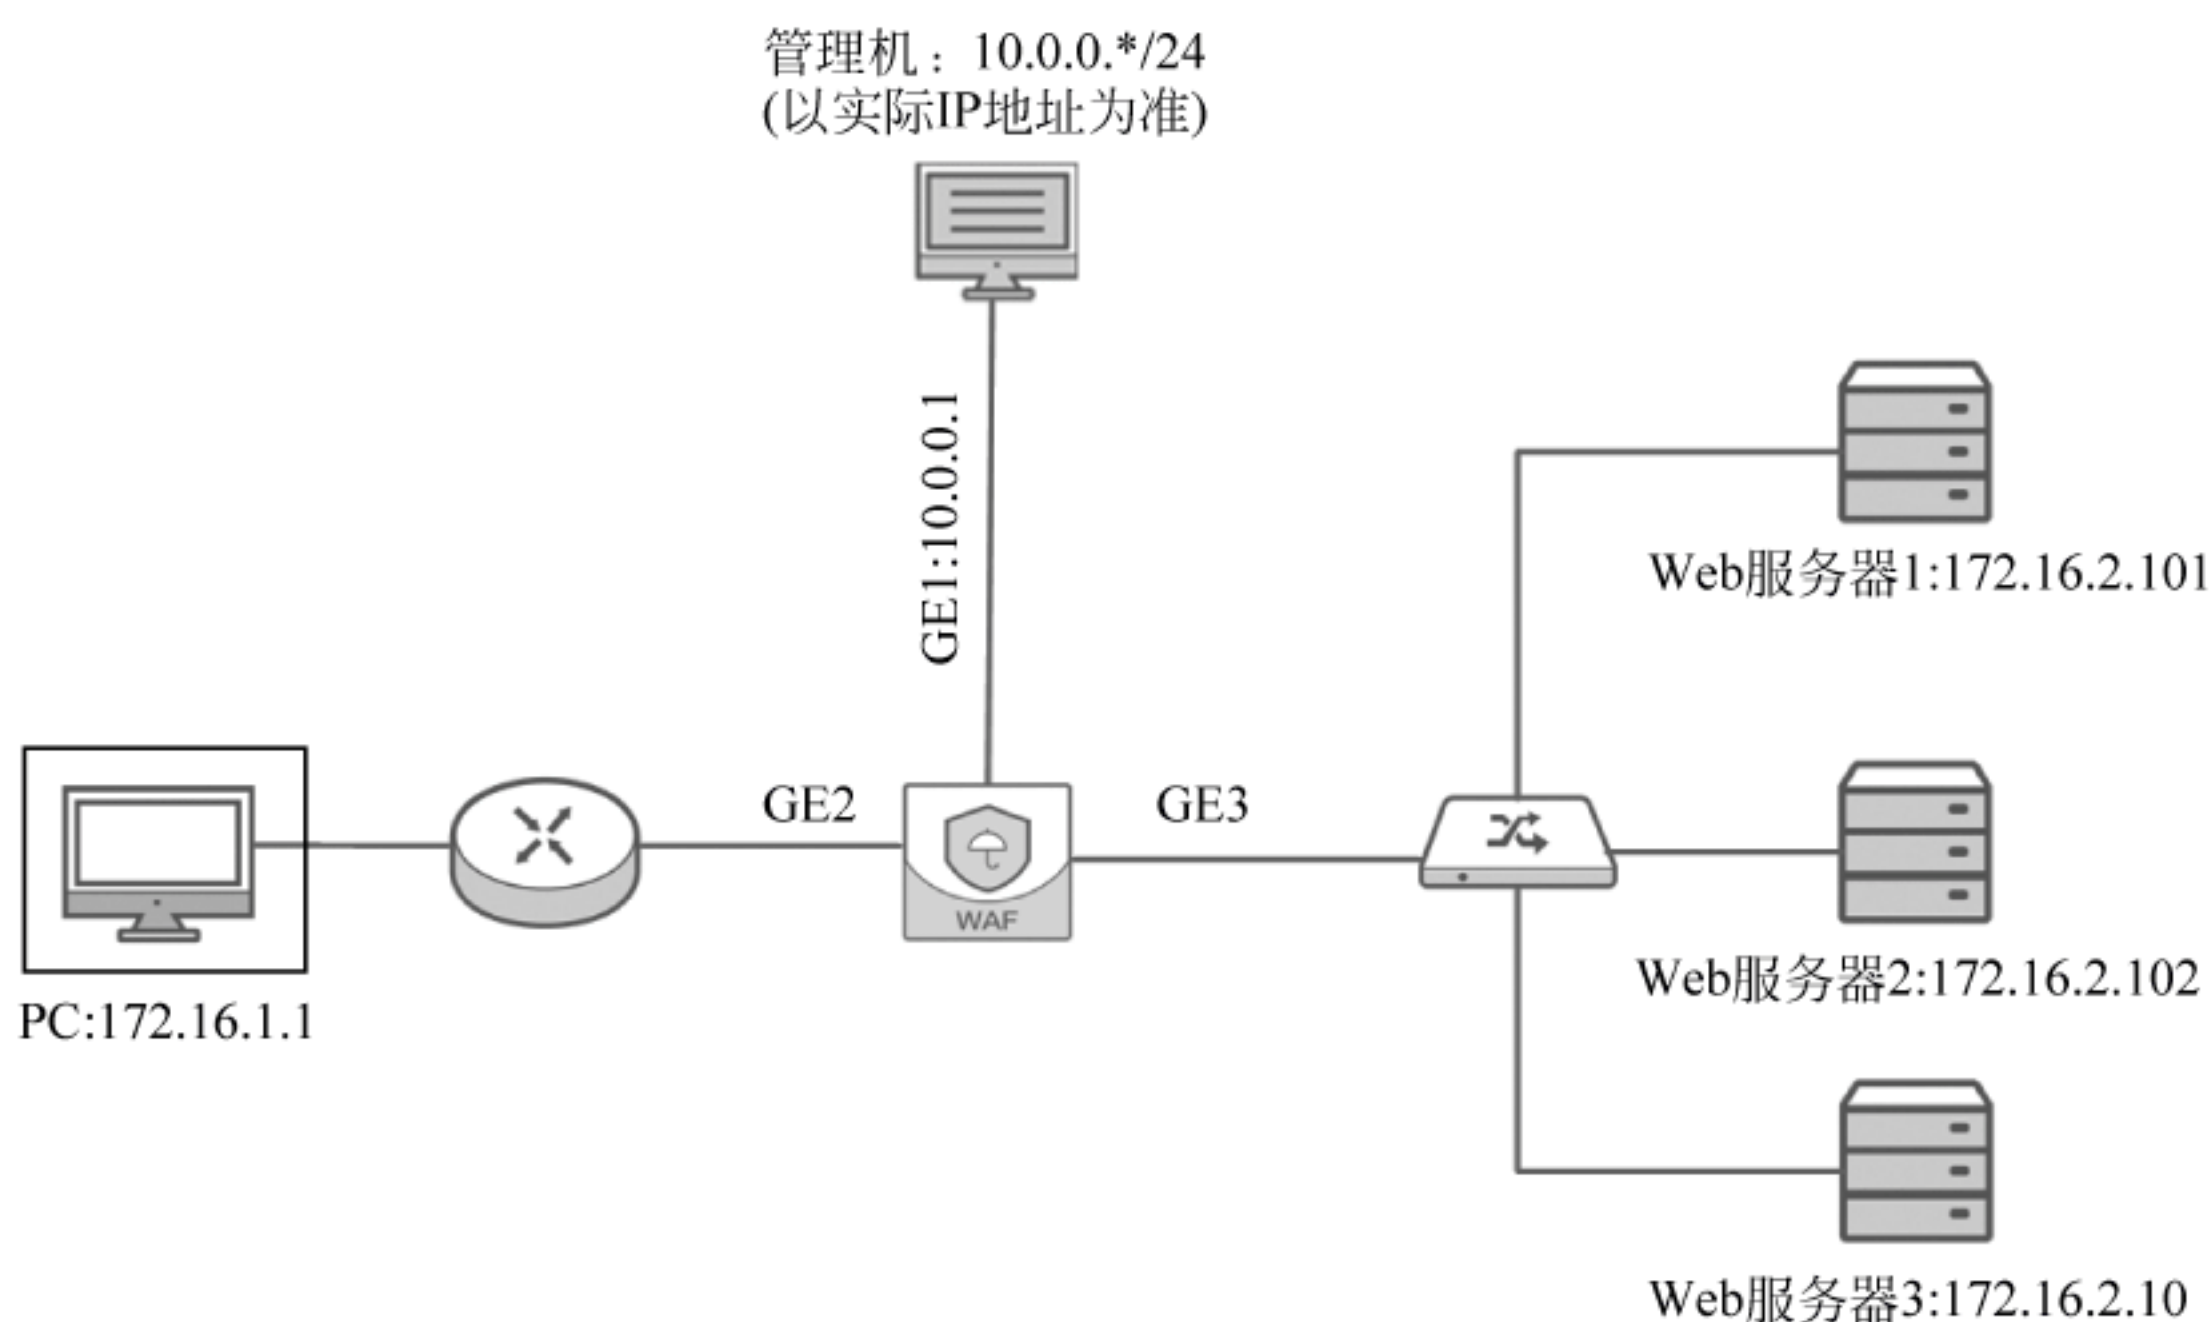 管理机：10.0.0.*/24
(以实际IP地址为准)
GE1:10.0.0.1
Web服务器1:172.16.2.101
GE2
GE3
WAF
Web服务器2:172.16.2.102
PC:172.16.1.1
Web服务器3:172.16.2.10